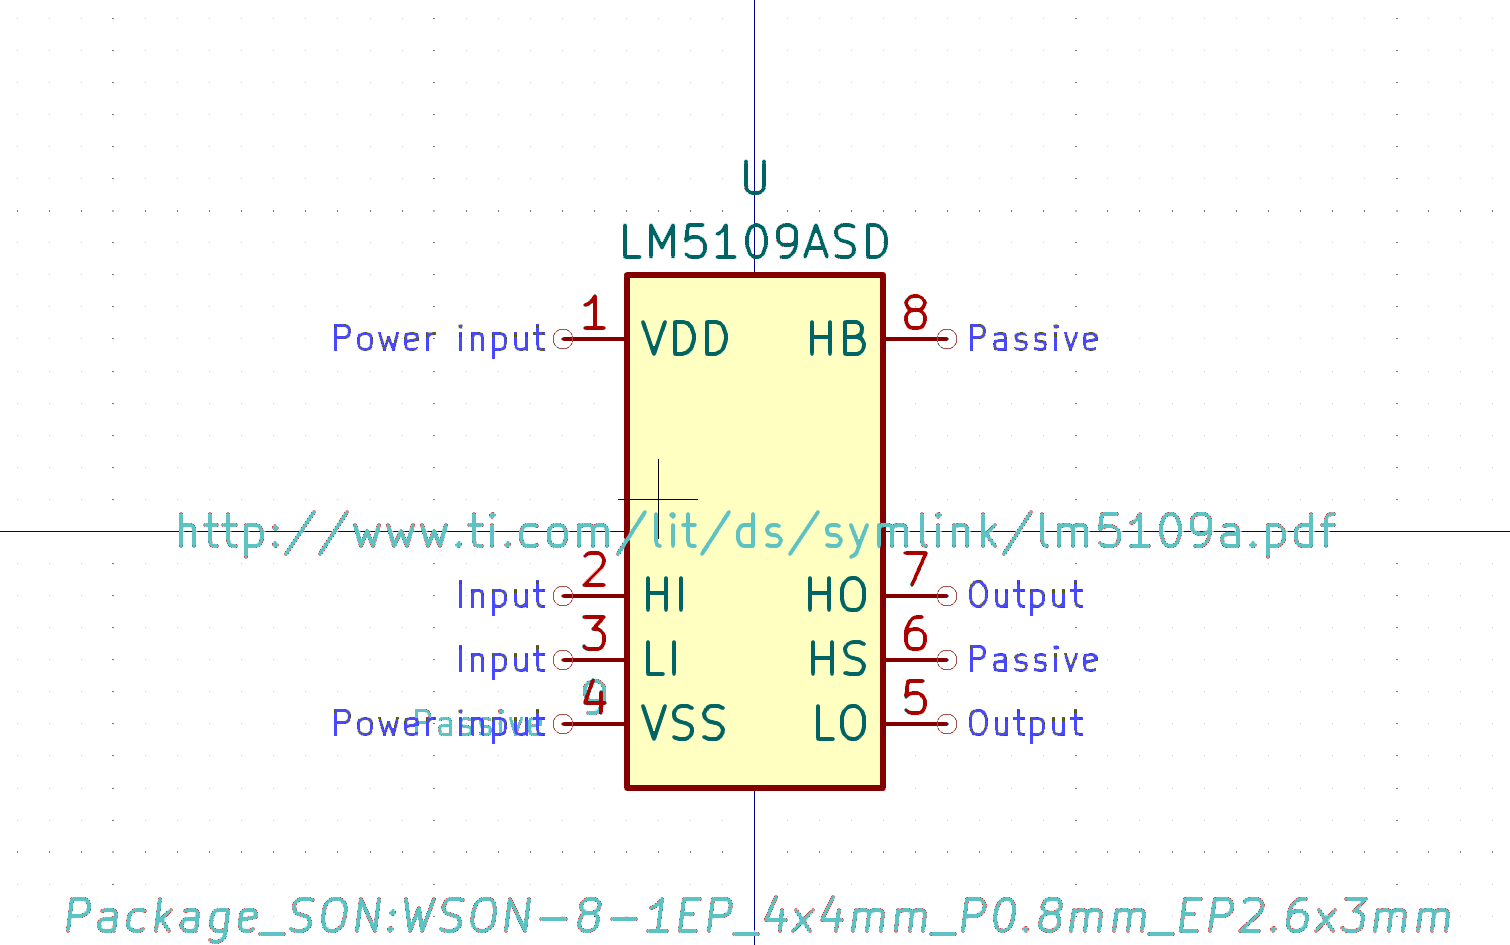 U
LM5109ASD
1 8
Power input VDD HB Passive
http://www.ti.com/lit/ds/symlink/lm5109a.pdf
2 7
Input HI HO Output
3 6
Input LI HS Passive
9 4 5
Passive Power input VSS LO Output
Package_SON:WSON-8-1EP_4x4mm_P0.8mm_EP2.6x3mm